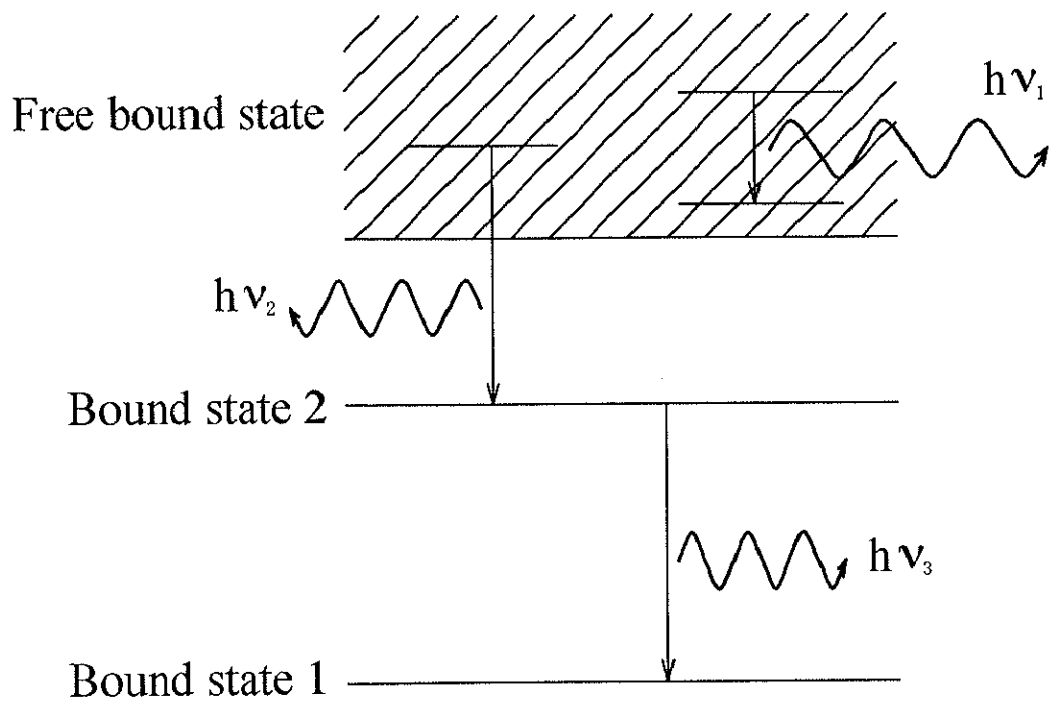 Free bound state
hν₁
hν₂
Bound state 2
hν₃
Bound state 1